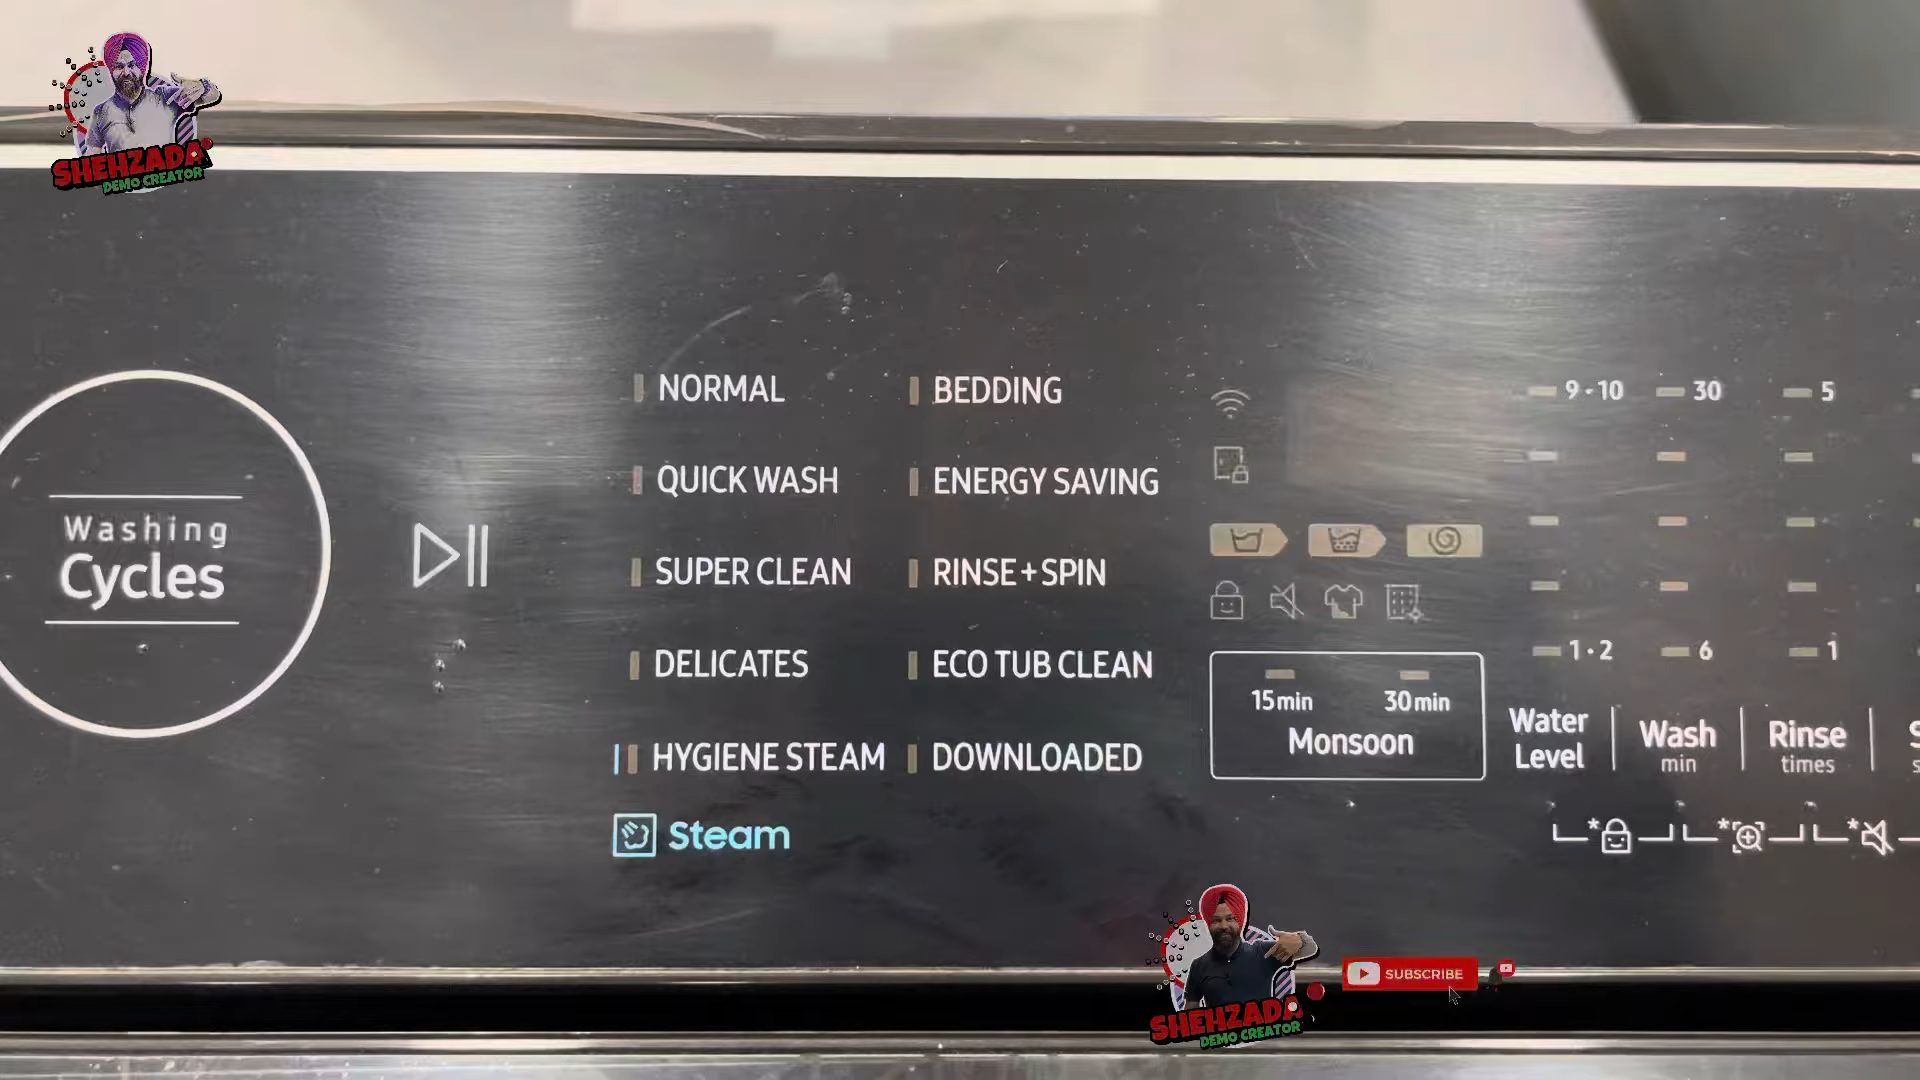 SHEHZADA
DEMO CREATOR
Washing
Cycles
NORMAL
QUICK WASH
SUPER CLEAN
DELICATES
HYGIENE STEAM
Steam
BEDDING
ENERGY SAVING
RINSE+SPIN
ECO TUB CLEAN
DOWNLOADED
15min 30min
Monsoon
9·10 30 5
1·2 6 1
Water
Level
Wash
min
Rinse
times
SHEHZADA
DEMO CREATOR
SUBSCRIBE